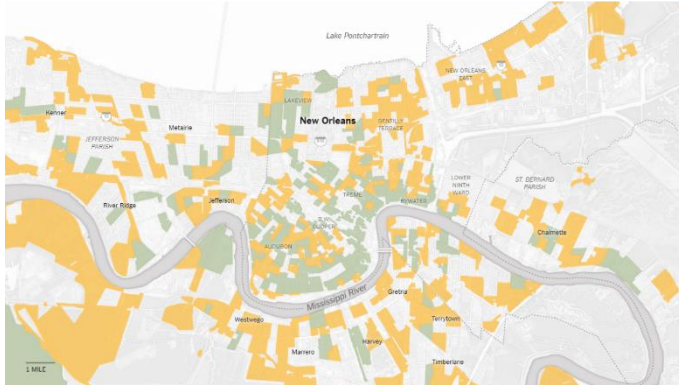 Lake Pontchartrain
NEW ORLEANS
EAST
LAKEVIEW
Kenner
New Orleans
Metairie
GENTILLY
TERRACE
JEFFERSON
PARISH
LOWER
NINTH
WARD
ST. BERNARD
PARISH
TREME
River Ridge
Jefferson
BYWATER
Chalmette
AUDUBON
Mississippi River
Gretna
Westwego
Terrytown
Marrero
Harvey
Timberlane
1 MILE